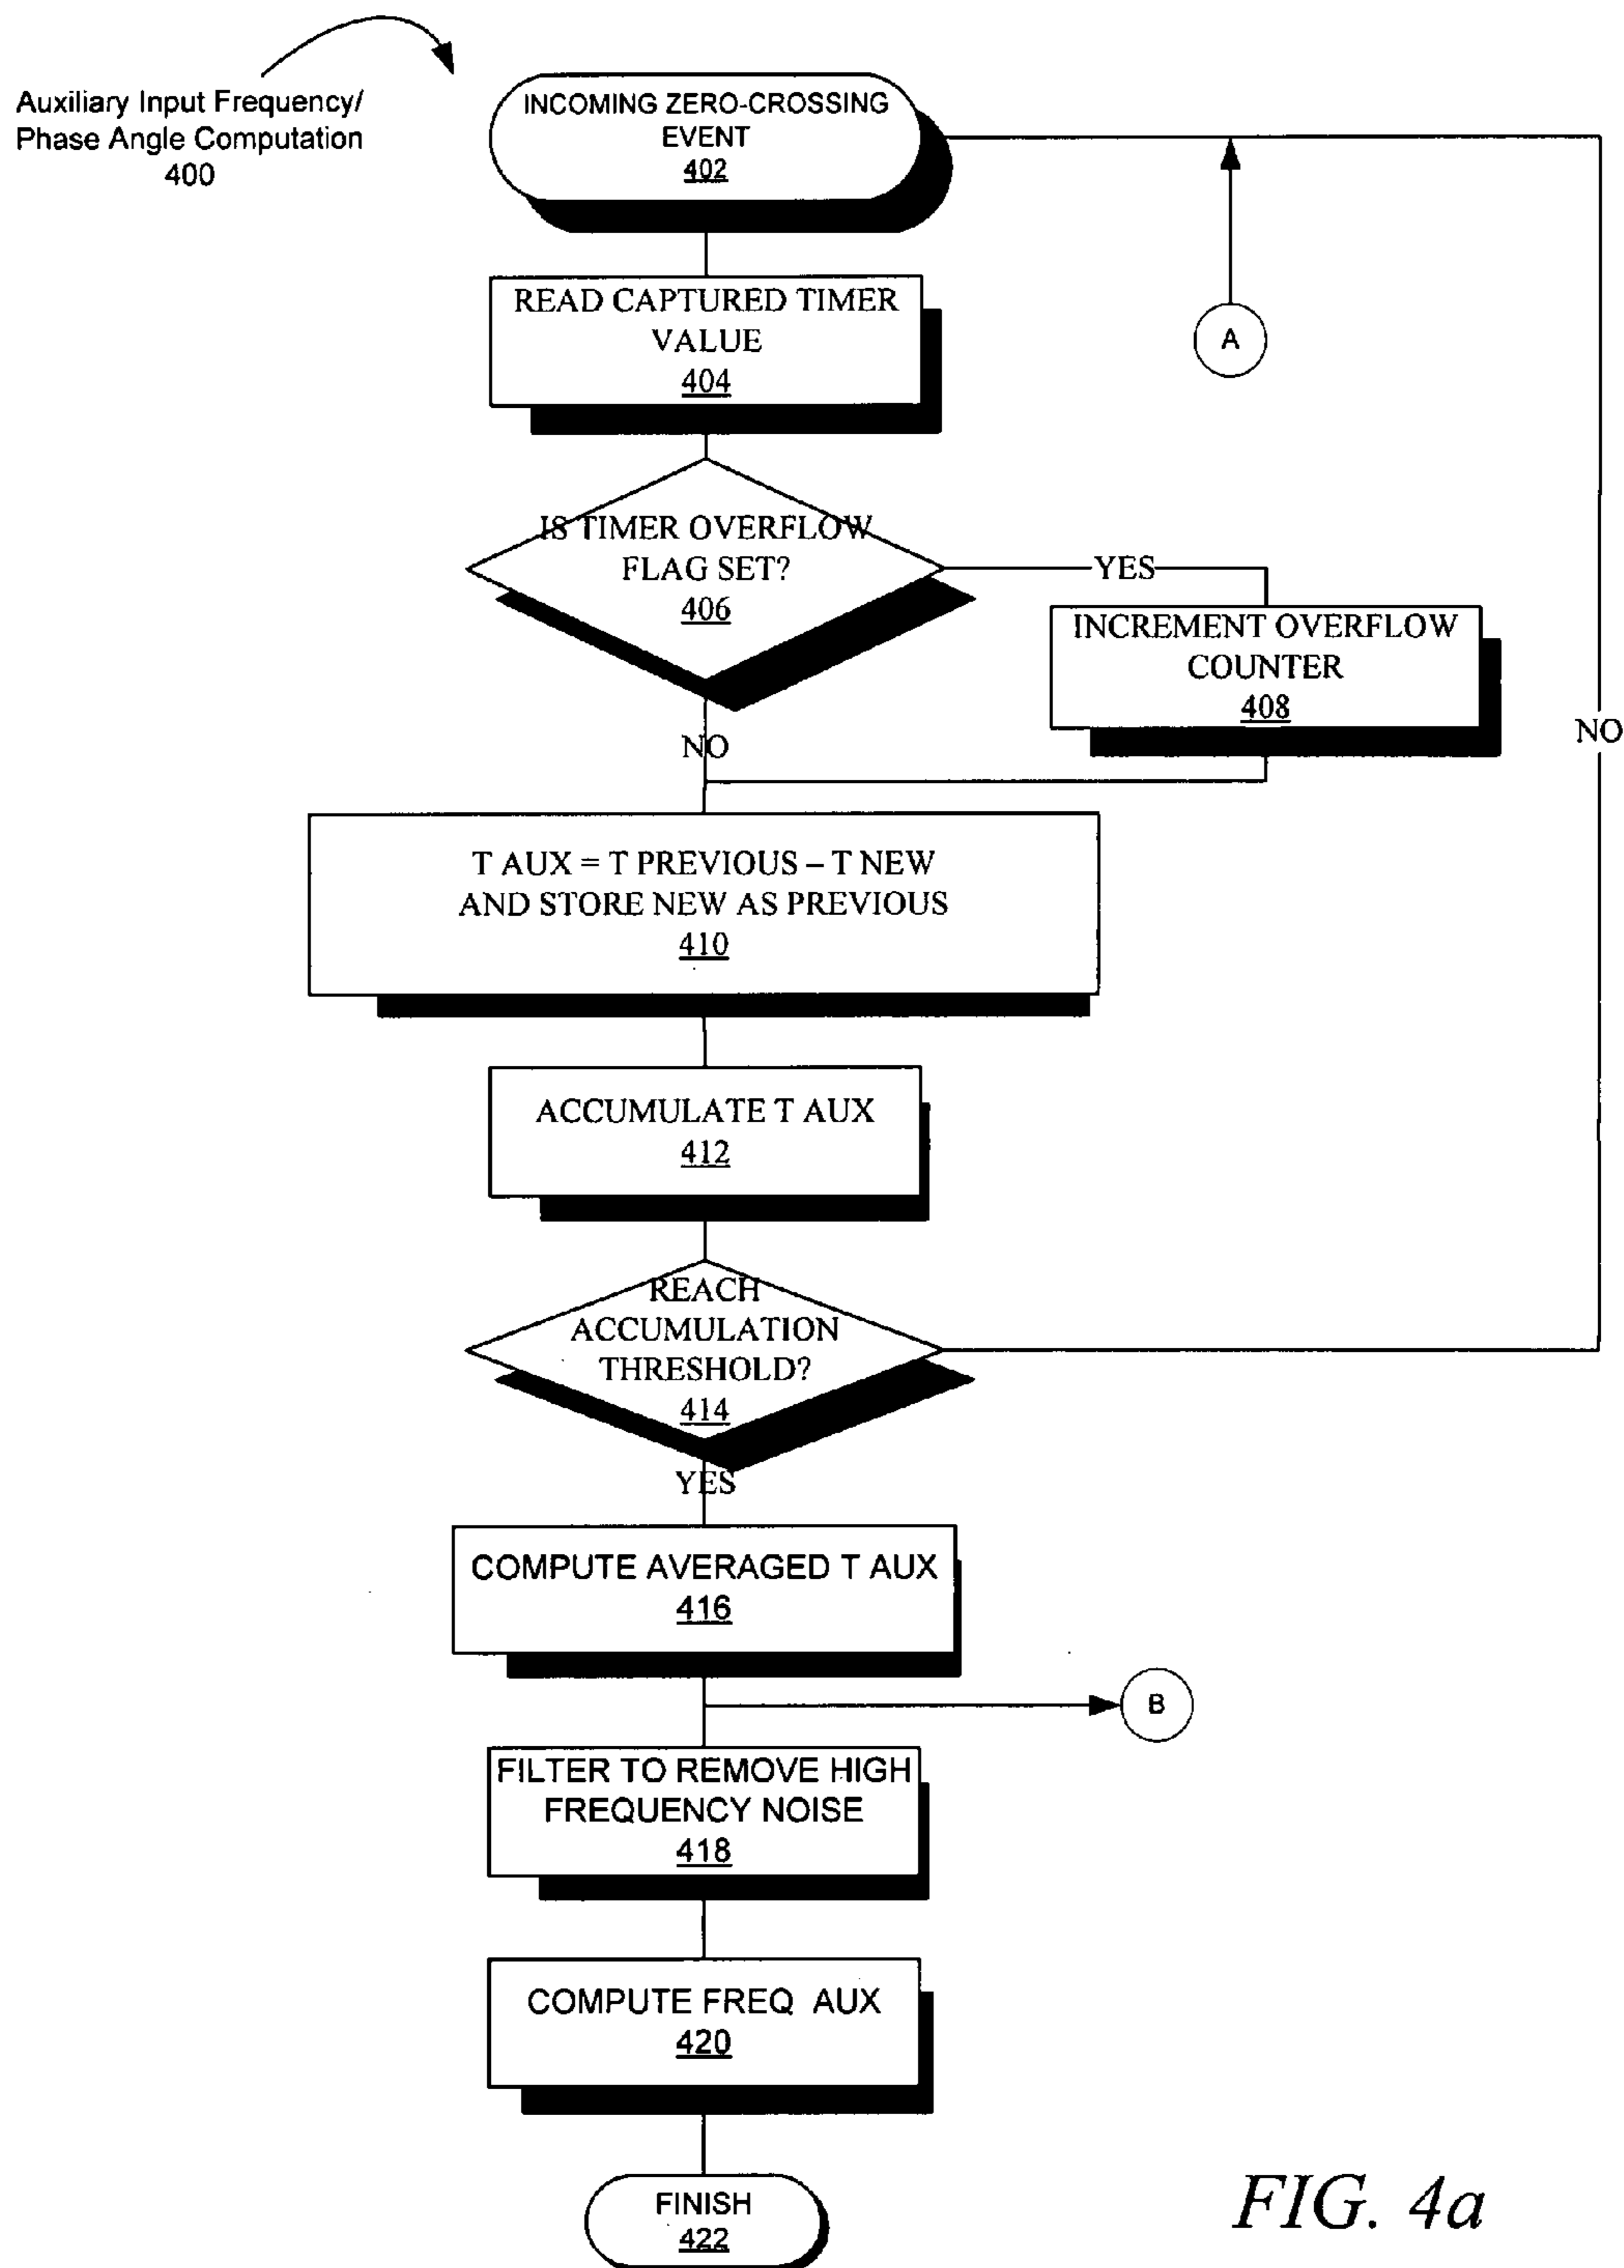 Auxiliary Input Frequency/
Phase Angle Computation
400
INCOMING ZERO-CROSSING
EVENT
402
READ CAPTURED TIMER
VALUE
404
A
IS TIMER OVERFLOW
FLAG SET?
406
YES
INCREMENT OVERFLOW
COUNTER
408
NO
NO
T AUX = T PREVIOUS – T NEW
AND STORE NEW AS PREVIOUS
410
ACCUMULATE T AUX
412
REACH
ACCUMULATION
THRESHOLD?
414
YES
COMPUTE AVERAGED T AUX
416
B
FILTER TO REMOVE HIGH
FREQUENCY NOISE
418
COMPUTE FREQ AUX
420
FINISH
422
FIG. 4a